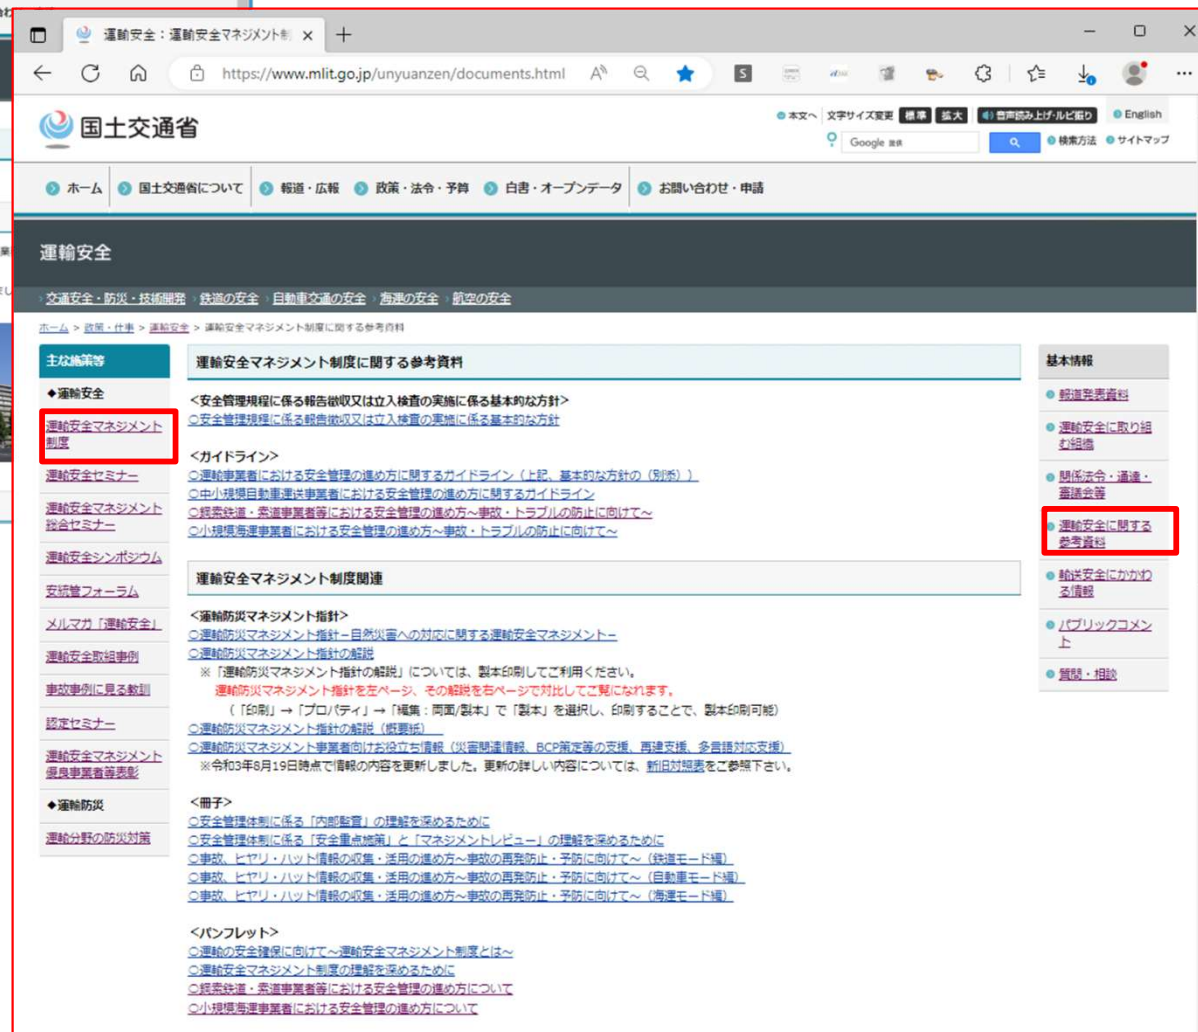 運輸安全：運輸安全マネジメント制
https://www.mlit.go.jp/unyuanzen/documents.html
国土交通省
本文へ
文字サイズ変更 標準 拡大
音声読み上げ・ルビ振り
English
Google 提供
検索方法
サイトマップ
ホーム
国土交通省について
報道・広報
政策・法令・予算
白書・オープンデータ
お問い合わせ・申請
運輸安全
交通安全・防災・技術開発
鉄道の安全
自動車交通の安全
海運の安全
航空の安全
ホーム > 政策・仕事 > 運輸安全 > 運輸安全マネジメント制度に関する参考資料
主な施策等
◆運輸安全
運輸安全マネジメント
制度
運輸安全セミナー
運輸安全マネジメント
総合セミナー
運輸安全シンポジウム
安統管フォーラム
メルマガ「運輸安全」
運輸安全取組事例
事故事例に見る教訓
認定セミナー
運輸安全マネジメント
優良事業者等表彰
◆運輸防災
運輸分野の防災対策
運輸安全マネジメント制度に関する参考資料
<安全管理規程に係る報告徴収又は立入検査の実施に係る基本的な方針>
○安全管理規程に係る報告徴収又は立入検査の実施に係る基本的な方針
<ガイドライン>
○運輸事業者における安全管理の進め方に関するガイドライン（上記、基本的な方針の（別添））
○中小規模自動車運送事業者における安全管理の進め方に関するガイドライン
○鋼索鉄道・索道事業者等における安全管理の進め方～事故・トラブルの防止に向けて～
○小規模海運事業者における安全管理の進め方～事故・トラブルの防止に向けて～
運輸安全マネジメント制度関連
<運輸防災マネジメント指針>
○運輸防災マネジメント指針－自然災害への対応に関する運輸安全マネジメント－
○運輸防災マネジメント指針の解説
※「運輸防災マネジメント指針の解説」については、製本印刷してご利用ください。
運輸防災マネジメント指針を左ページ、その解説を右ページで対比してご覧になれます。
（「印刷」→「プロパティ」→「編集：両面/製本」で「製本」を選択し、印刷することで、製本印刷可能）
○運輸防災マネジメント指針の解説（概要紙）
○運輸防災マネジメント事業者向けお役立ち情報（災害関連情報、BCP策定等の支援、再建支援、多言語対応支援）
※令和3年8月19日時点で情報の内容を更新しました。更新の詳しい内容については、新旧対照表をご参照下さい。
<冊子>
○安全管理体制に係る「内部監査」の理解を深めるために
○安全管理体制に係る「安全重点施策」と「マネジメントレビュー」の理解を深めるために
○事故、ヒヤリ・ハット情報の収集・活用の進め方～事故の再発防止・予防に向けて～（鉄道モード編）
○事故、ヒヤリ・ハット情報の収集・活用の進め方～事故の再発防止・予防に向けて～（自動車モード編）
○事故、ヒヤリ・ハット情報の収集・活用の進め方～事故の再発防止・予防に向けて～（海運モード編）
<パンフレット>
○運輸の安全確保に向けて～運輸安全マネジメント制度とは～
○運輸安全マネジメント制度の理解を深めるために
○鋼索鉄道・索道事業者等における安全管理の進め方について
○小規模海運事業者における安全管理の進め方について
基本情報
報道発表資料
運輸安全に取り組
む組織
関係法令・通達・
審議会等
運輸安全に関する
参考資料
輸送安全にかかわ
る情報
パブリックコメン
ト
質問・相談